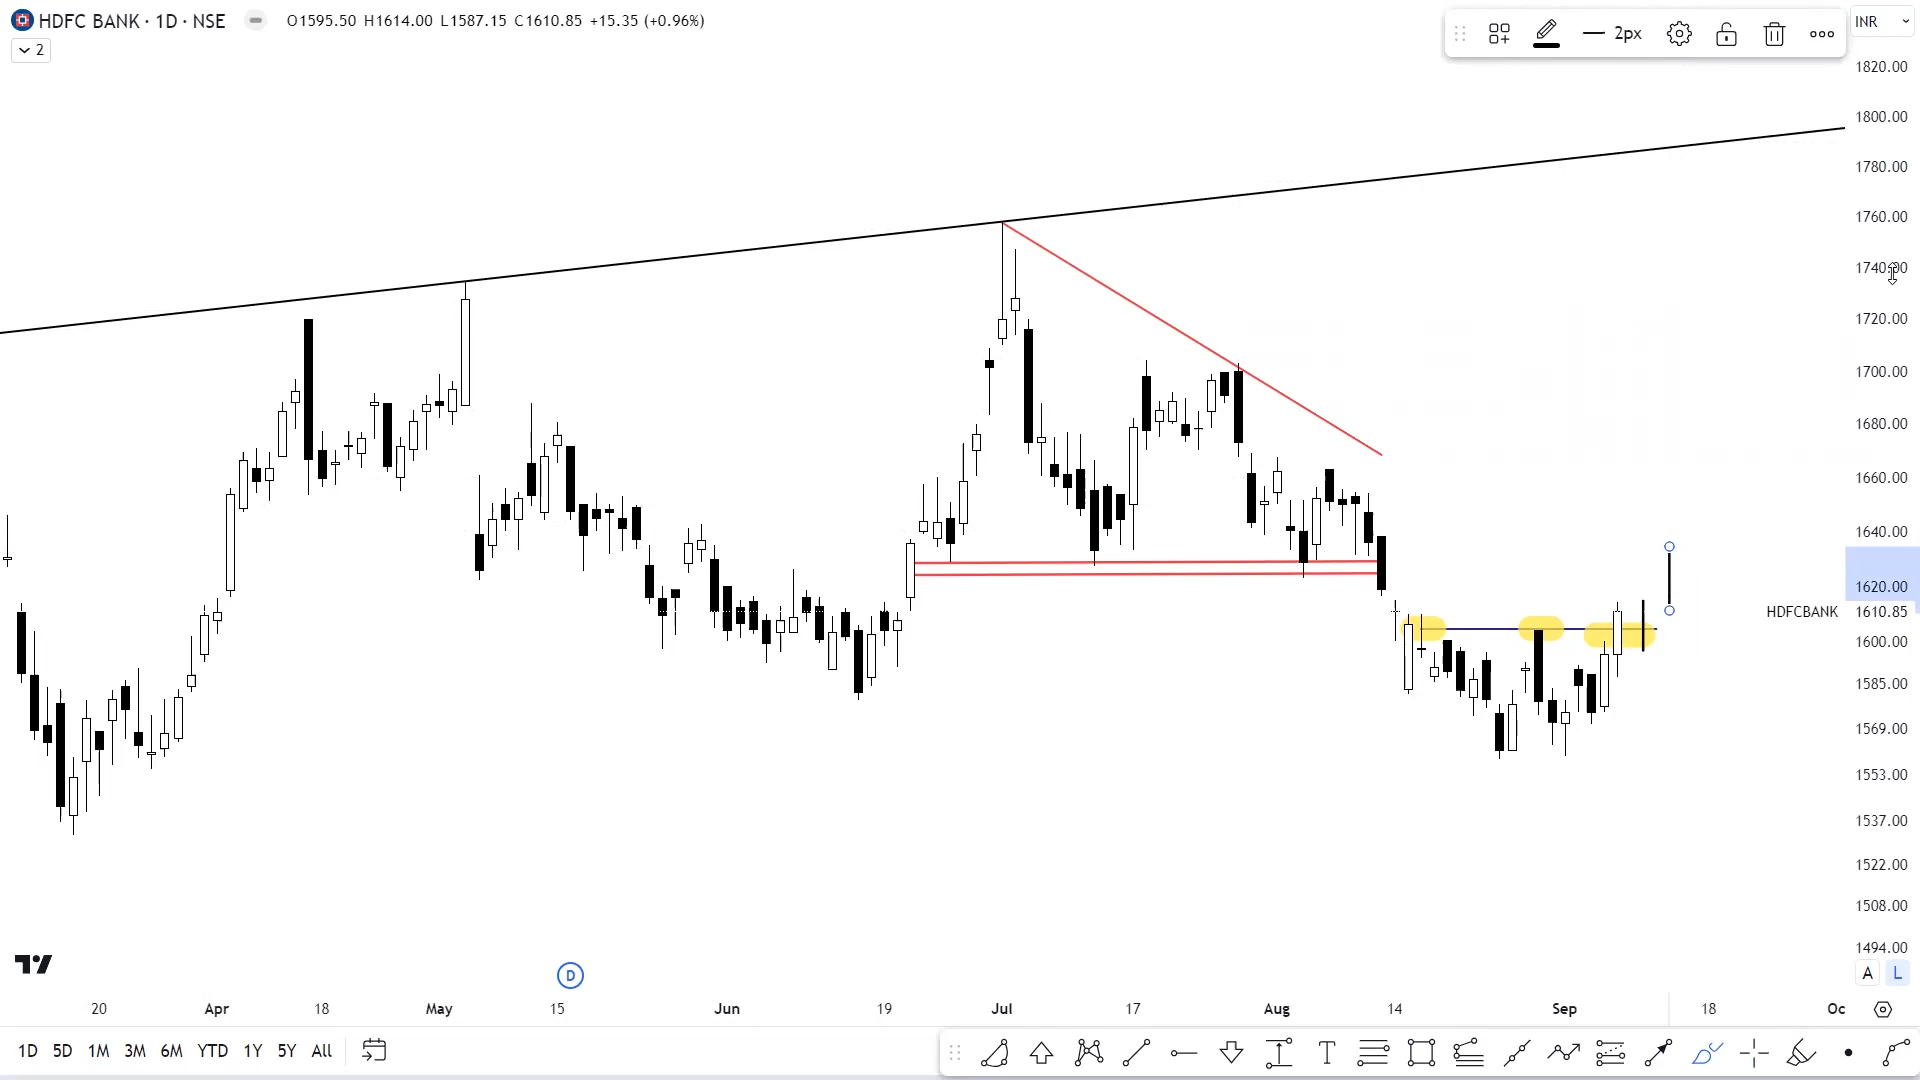 HDFC BANK · 1D · NSE O1595.50 H1614.00 L1587.15 C1610.85 +15.35 (+0.96%)
2px
INR
2
1820.00
1800.00
1780.00
1760.00
1740.00
1720.00
1700.00
1680.00
1660.00
1640.00
1620.00
HDFCBANK 1610.85
1600.00
1585.00
1569.00
1553.00
1537.00
1522.00
1508.00
1494.00
D
A L
20 Apr 18 May 15 Jun 19 Jul 17 Aug 14 Sep 18 Oc
1D 5D 1M 3M 6M YTD 1Y 5Y All
T